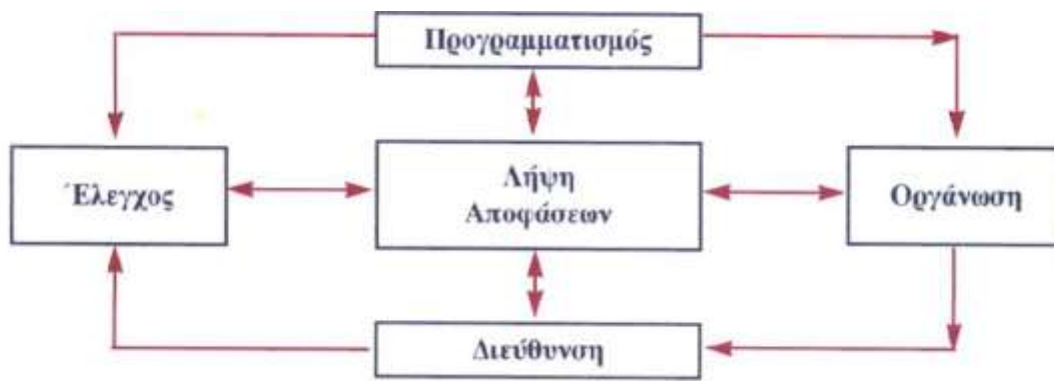 Προγραμματισμός
Έλεγχος
Λήψη
Αποφάσεων
Οργάνωση
Διεύθυνση